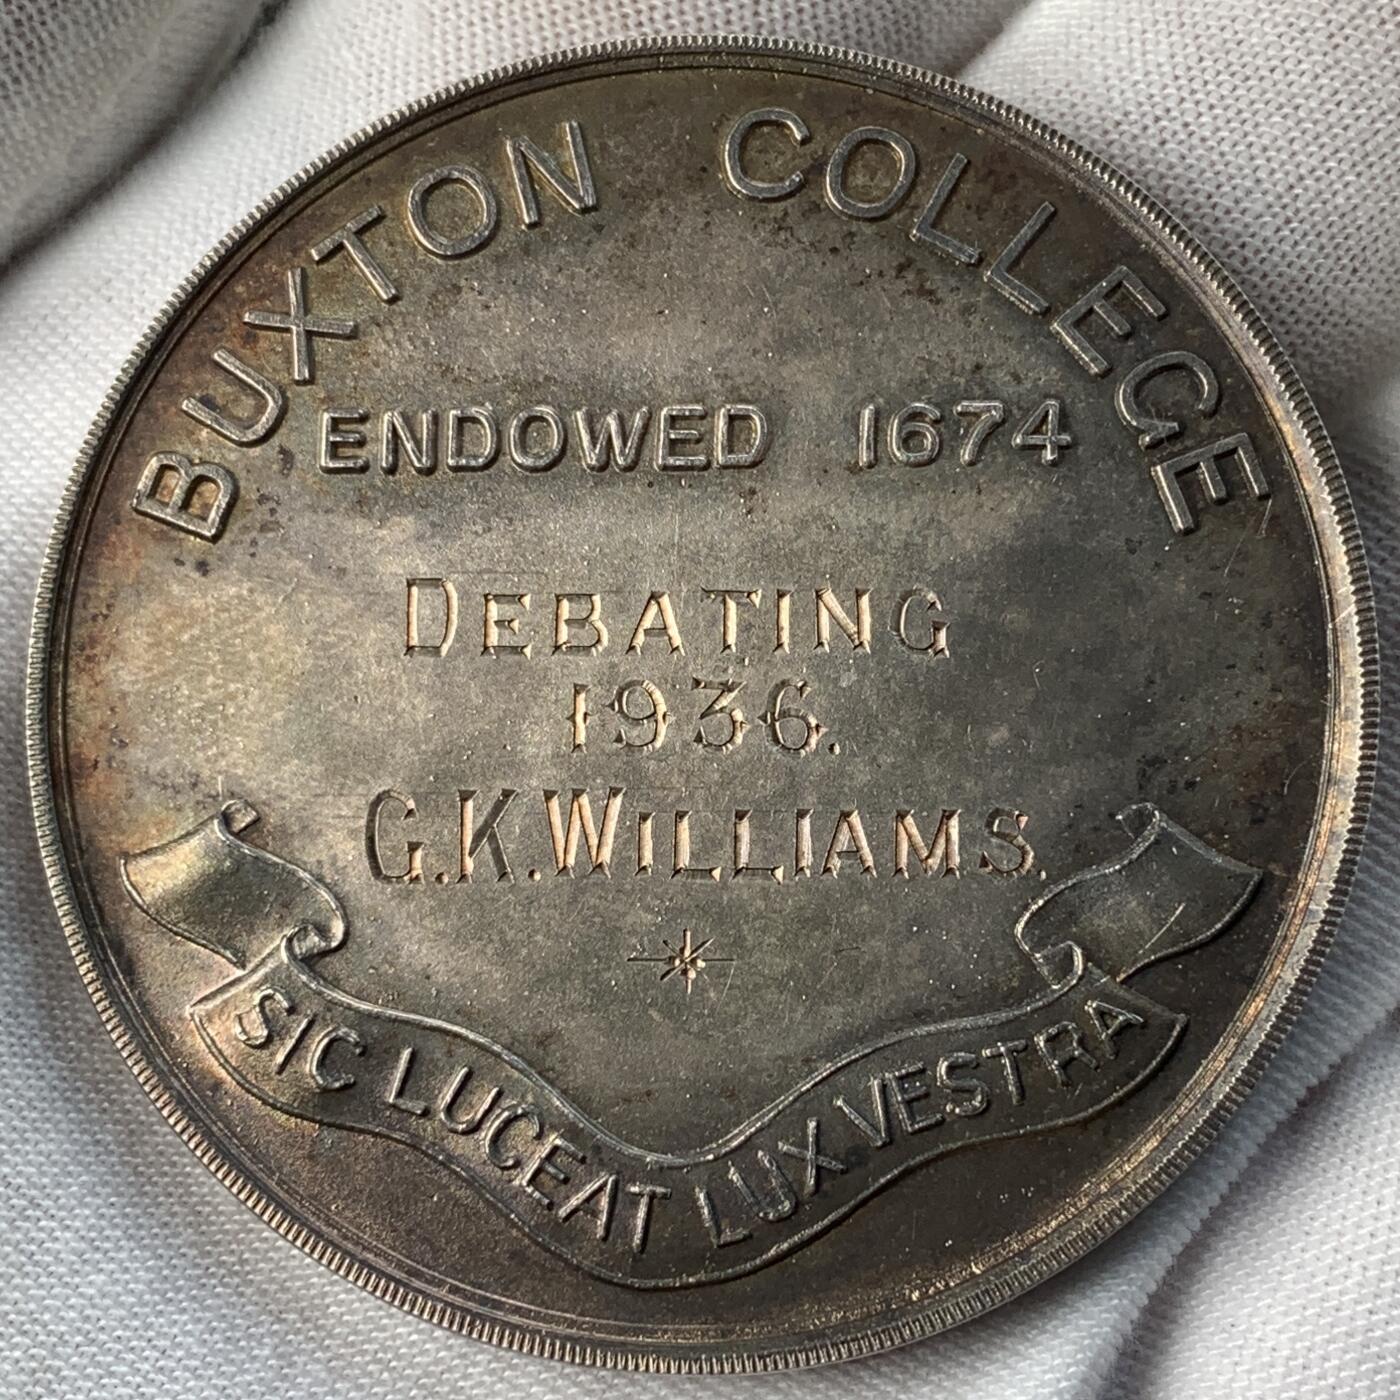 BUXTON COLLEGE
ENDOWED 1674
DEBATING
1936.
G.K.WILLIAMS.
SIC LUCEAT LUX VESTRA